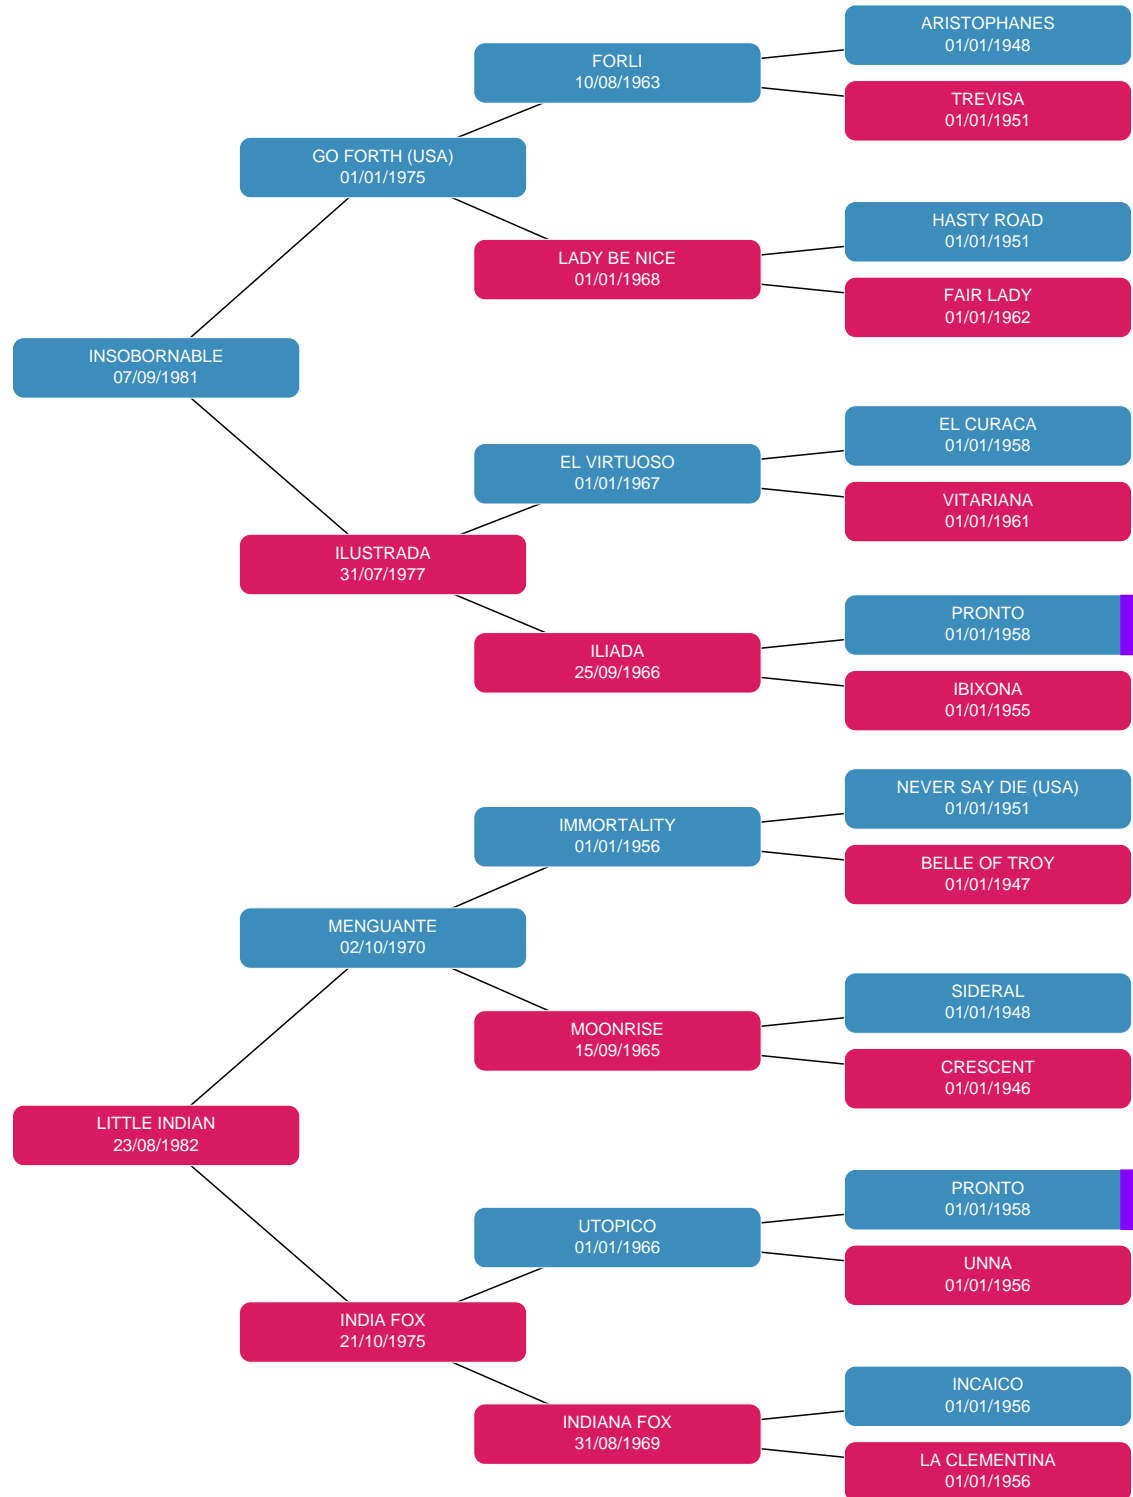 ARISTOPHANES
01/01/1948
FORLI
10/08/1963
TREVISA
01/01/1951
GO FORTH (USA)
01/01/1975
HASTY ROAD
01/01/1951
LADY BE NICE
01/01/1968
FAIR LADY
01/01/1962
INSOBORNABLE
07/09/1981
EL CURACA
01/01/1958
EL VIRTUOSO
01/01/1967
VITARIANA
01/01/1961
ILUSTRADA
31/07/1977
PRONTO
01/01/1958
ILIADA
25/09/1966
IBIXONA
01/01/1955
NEVER SAY DIE (USA)
01/01/1951
IMMORTALITY
01/01/1956
BELLE OF TROY
01/01/1947
MENGUANTE
02/10/1970
SIDERAL
01/01/1948
MOONRISE
15/09/1965
CRESCENT
01/01/1946
LITTLE INDIAN
23/08/1982
PRONTO
01/01/1958
UTOPICO
01/01/1966
UNNA
01/01/1956
INDIA FOX
21/10/1975
INCAICO
01/01/1956
INDIANA FOX
31/08/1969
LA CLEMENTINA
01/01/1956